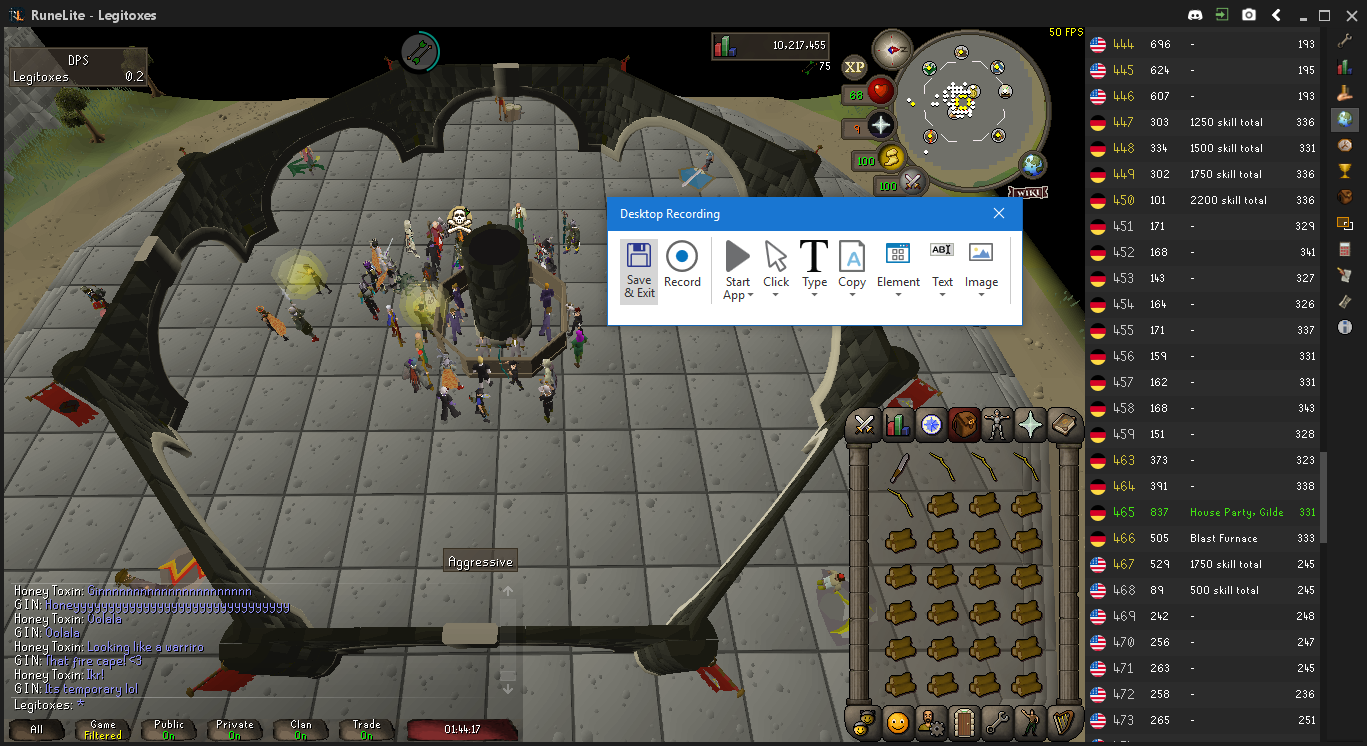 RuneLite - Legitoxes
50 FPS
DPS
Legitoxes 0.2
10,217,455
75
XP
68
9
100
100
WIKI
Desktop Recording
Save & Exit
Record
Start App
Click
Type
Copy
Element
Text
Image
T
A
ABI
444 696 - 193
445 624 - 195
446 607 - 193
447 303 1250 skill total 336
448 334 1500 skill total 331
449 302 1750 skill total 336
450 101 2200 skill total 336
451 171 - 329
452 168 - 341
453 143 - 327
454 164 - 326
455 171 - 337
456 159 - 331
457 162 - 331
458 168 - 343
459 151 - 328
463 373 - 323
464 391 - 338
465 837 House Party, Gilde 331
466 505 Blast Furnace 333
467 529 1750 skill total 245
468 89 500 skill total 245
469 242 - 248
470 256 - 247
471 263 - 245
472 258 - 236
473 265 - 251
Aggressive
Honey Toxin: Oolala
GIN: Oolala
Honey Toxin: Looking like a warriro
GIN: That fire cape! <3
Honey Toxin: Ikr!
GIN: Its temporary lol
Legitoxes: *
All
Game
Filtered
Public
On
Private
On
Clan
On
Trade
On
01:44:17